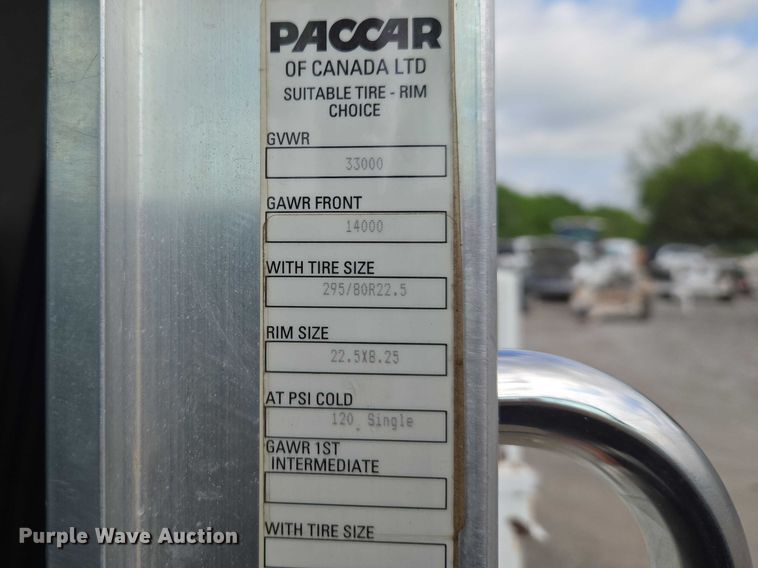 PACCAR
OF CANADA LTD
SUITABLE TIRE - RIM
CHOICE
GVWR
33000
GAWR FRONT
14000
WITH TIRE SIZE
295/80R22.5
RIM SIZE
22.5X8.25
AT PSI COLD
120 Single
GAWR 1ST
INTERMEDIATE
WITH TIRE SIZE
Purple Wave Auction